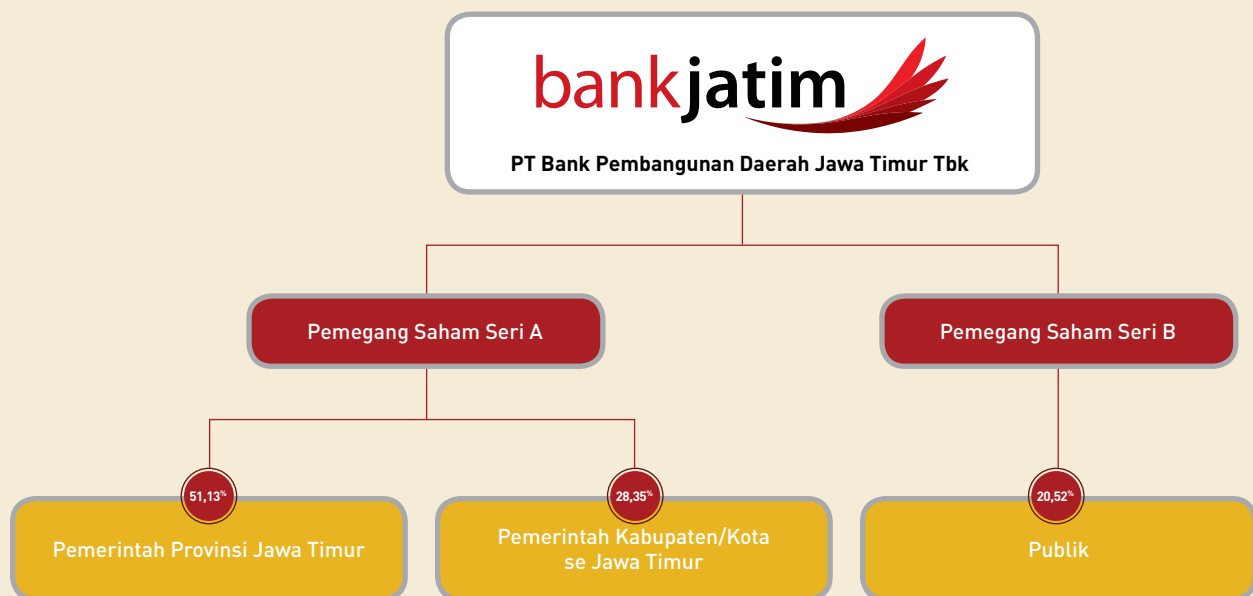 bankjatim
PT Bank Pembangunan Daerah Jawa Timur Tbk
Pemegang Saham Seri A
Pemegang Saham Seri B
51,13%
28,35%
20,52%
Pemerintah Provinsi Jawa Timur
Pemerintah Kabupaten/Kota
se Jawa Timur
Publik